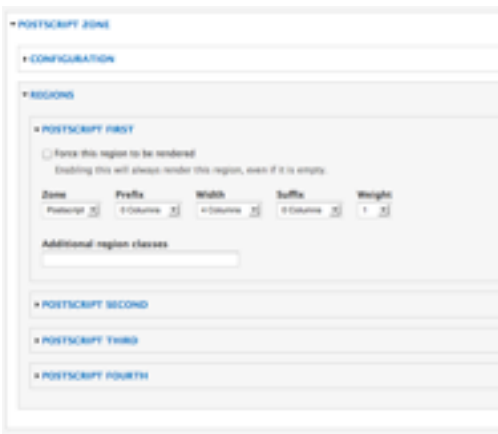 POSTSCRIPT ZONE
CONFIGURATION
REGIONS
POSTSCRIPT FIRST
Force this region to be rendered
Enabling this will always render this region, even if it is empty.
Zone Prefix Width Suffix Weight
Postscript 0 Columns 4 Columns 0 Columns 1
Additional region classes
POSTSCRIPT SECOND
POSTSCRIPT THIRD
POSTSCRIPT FOURTH